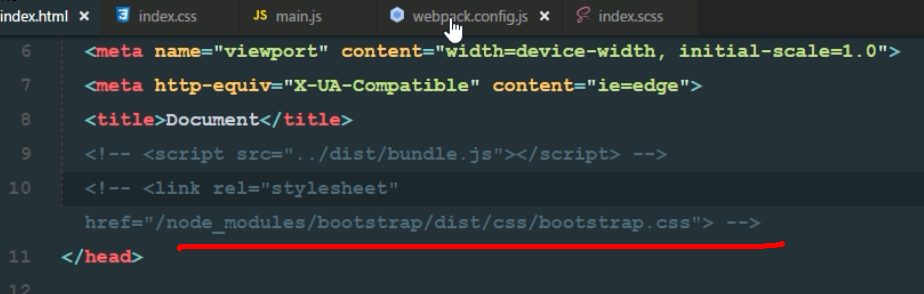 index.html × index.css JS main.js webpack.config.js × index.scss
6 <meta name="viewport" content="width=device-width, initial-scale=1.0">
7 <meta http-equiv="X-UA-Compatible" content="ie=edge">
8 <title>Document</title>
9 <!-- <script src="../dist/bundle.js"></script> -->
10 <!-- <link rel="stylesheet"
href="/node_modules/bootstrap/dist/css/bootstrap.css"> -->
11 </head>
12